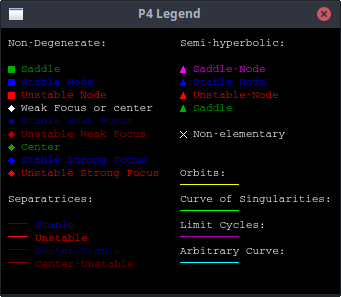 P4 Legend
Non-Degenerate:
Saddle
Stable Node
Unstable Node
Weak Focus or center
Stable Weak Focus
Unstable Weak Focus
Center
Stable Strong Focus
Unstable Strong Focus
Separatrices:
Stable
Unstable
Center-Stable
Center-Unstable
Semi-hyperbolic:
Saddle-Node
Stable-Node
Unstable-Node
Saddle
Non-elementary
Orbits:
Curve of Singularities:
Limit Cycles:
Arbitrary Curve: